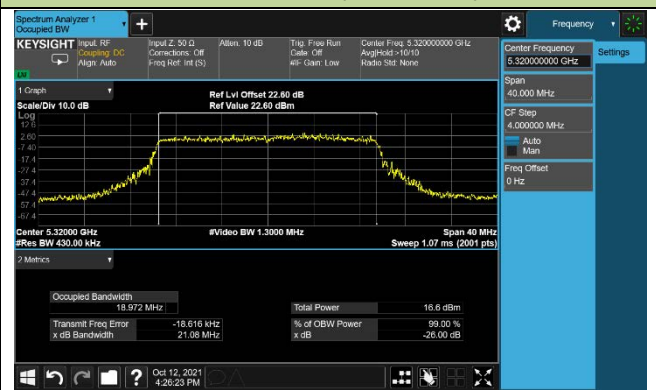 Spectrum Analyzer 1
Occupied BW
+
Frequency
KEYSIGHT
Input: RF
Coupling: DC
Align: Auto
Input Z: 50 Ω
Corrections: Off
Freq Ref: Int (S)
Atten: 10 dB
Trig: Free Run
Gate: Off
#IF Gain: Low
Center Freq: 5.320000000 GHz
Avg|Hold:>10/10
Radio Std: None
LM
Center Frequency
5.320000000 GHz
Settings
Span
40.000 MHz
CF Step
4.000000 MHz
Auto
Man
Freq Offset
0 Hz
1 Graph
Scale/Div 10.0 dB
Ref Lvl Offset 22.60 dB
Ref Value 22.60 dBm
Log
12.6
2.60
-7.40
-17.4
-27.4
-37.4
-47.4
-57.4
-67.4
Center 5.32000 GHz
#Video BW 1.3000 MHz
Span 40 MHz
#Res BW 430.00 kHz
Sweep 1.07 ms (2001 pts)
2 Metrics
Occupied Bandwidth
18.972 MHz
Total Power 16.6 dBm
Transmit Freq Error -18.616 kHz
% of OBW Power 99.00 %
x dB Bandwidth 21.08 MHz
x dB -26.00 dB
?
Oct 12, 2021
4:26:23 PM